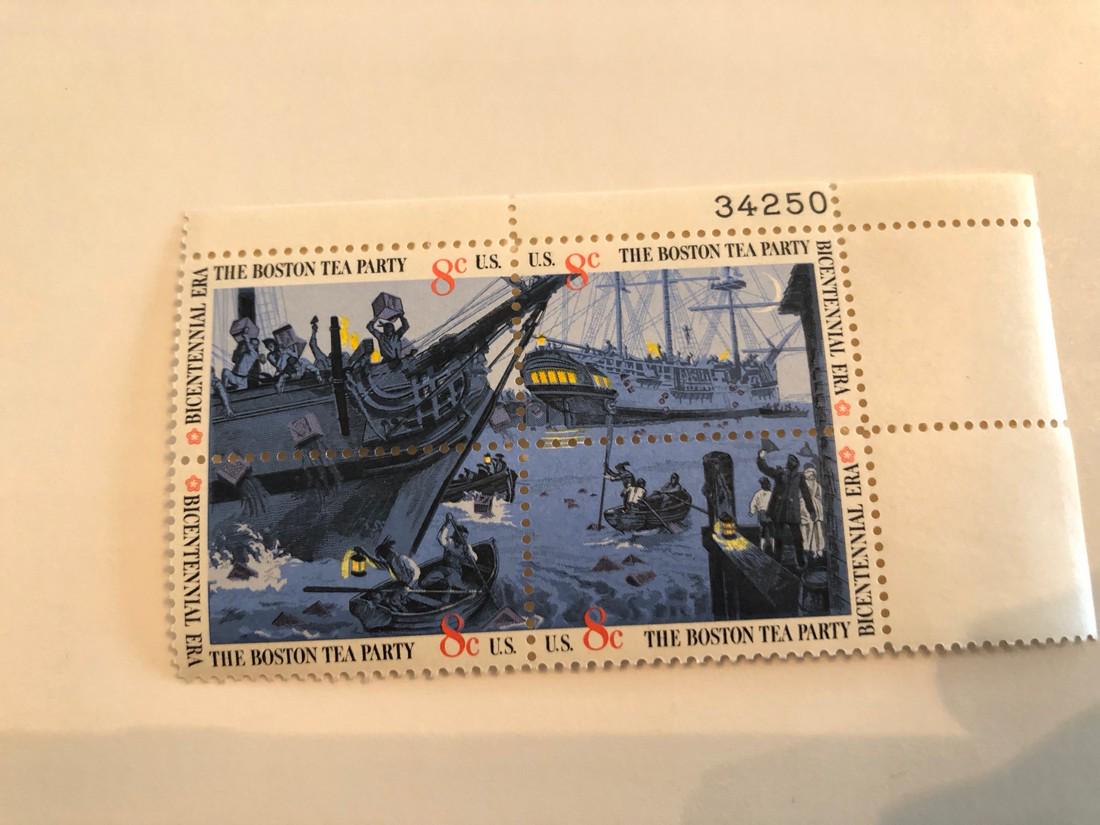 34250
THE BOSTON TEA PARTY 8c U.S.
U.S. 8c THE BOSTON TEA PARTY
BICENTENNIAL ERA
BICENTENNIAL ERA
BICENTENNIAL ERA
BICENTENNIAL ERA
THE BOSTON TEA PARTY 8c U.S.
U.S. 8c THE BOSTON TEA PARTY